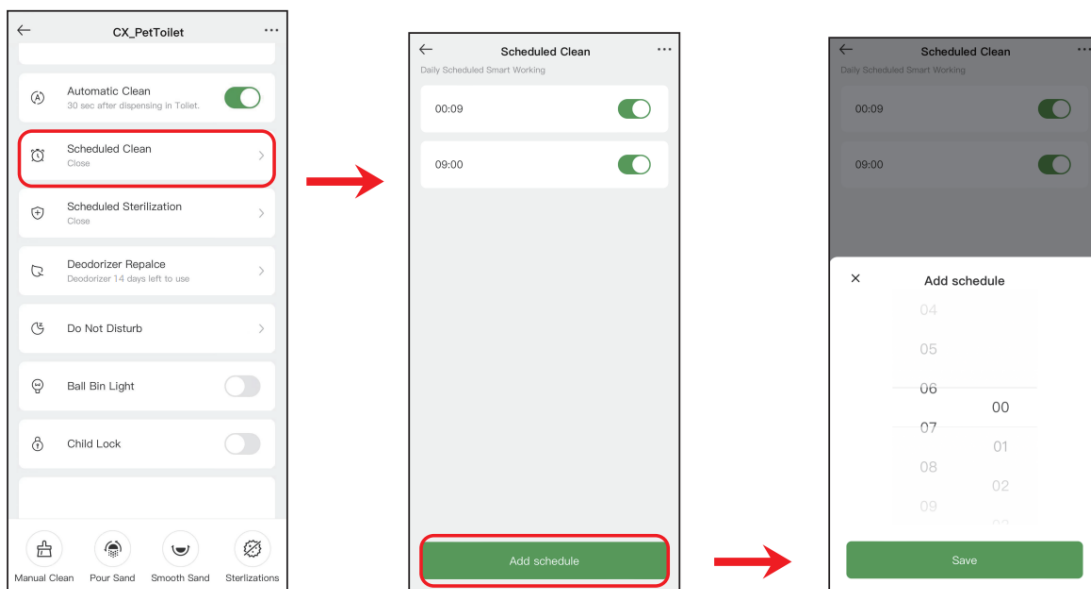 CX_PetToilet
Automatic Clean
30 sec after dispensing in Toilet.
Scheduled Clean
Close
Scheduled Sterilization
Close
Deodorizer Repalce
Deodorizer 14 days left to use
Do Not Disturb
Ball Bin Light
Child Lock
Manual Clean
Pour Sand
Smooth Sand
Sterlizations
Scheduled Clean
Daily Scheduled Smart Working
00:09
09:00
Add schedule
Scheduled Clean
Daily Scheduled Smart Working
00:09
09:00
Add schedule
04
05
06
00
07
01
08
02
09
03
Save